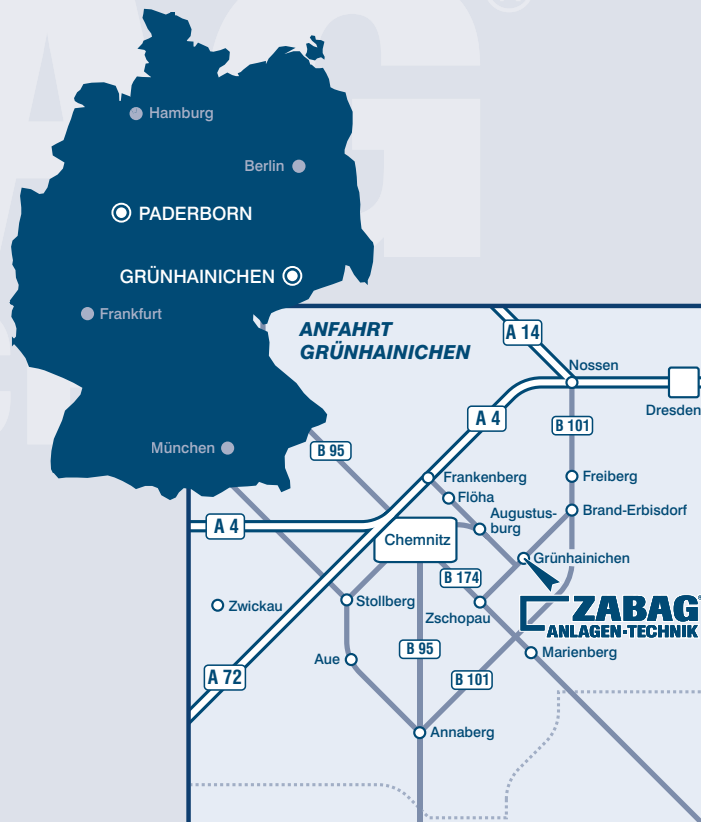 Hamburg
Berlin
PADERBORN
GRÜNHAINICHEN
Frankfurt
München
ANFAHRT
GRÜNHAINICHEN
A 14
Nossen
Dresden
A 4
B 101
B 95
Frankenberg
Freiberg
Flöha
Augustus-
burg
Brand-Erbisdorf
A 4
Chemnitz
Grünhainichen
B 174
Zwickau
Stollberg
Zschopau
ZABAG®
ANLAGEN-TECHNIK
B 95
Marienberg
Aue
A 72
B 101
Annaberg